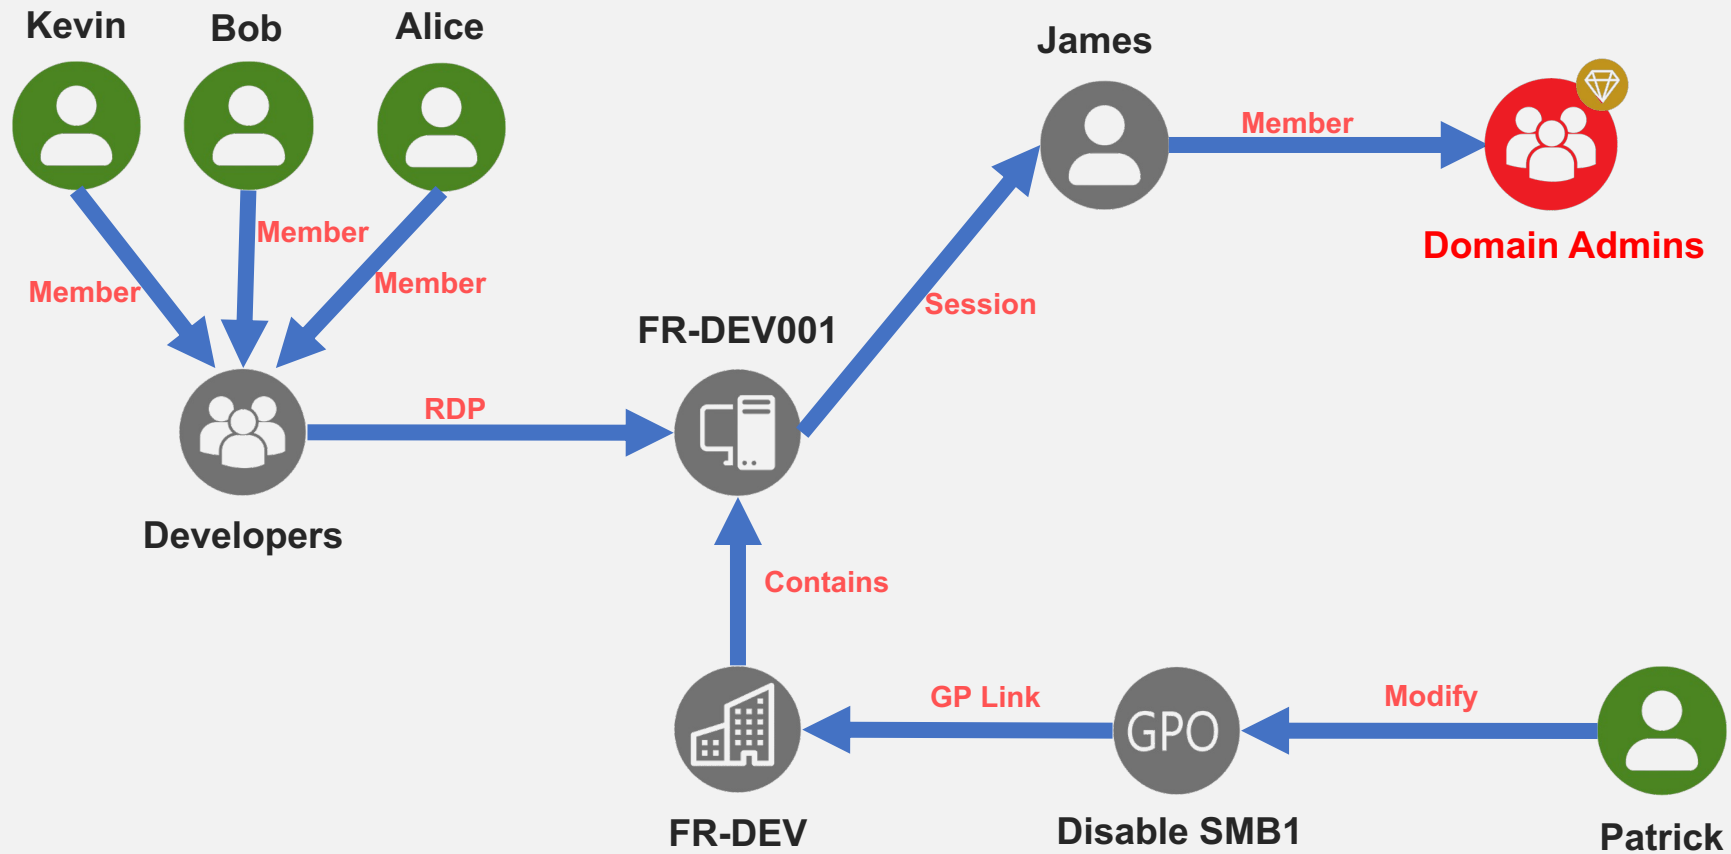 Kevin
Bob
Alice
James
Member
Member
Member
Member
Domain Admins
Session
FR-DEV001
RDP
Developers
Contains
GP Link
Modify
GPO
FR-DEV
Disable SMB1
Patrick